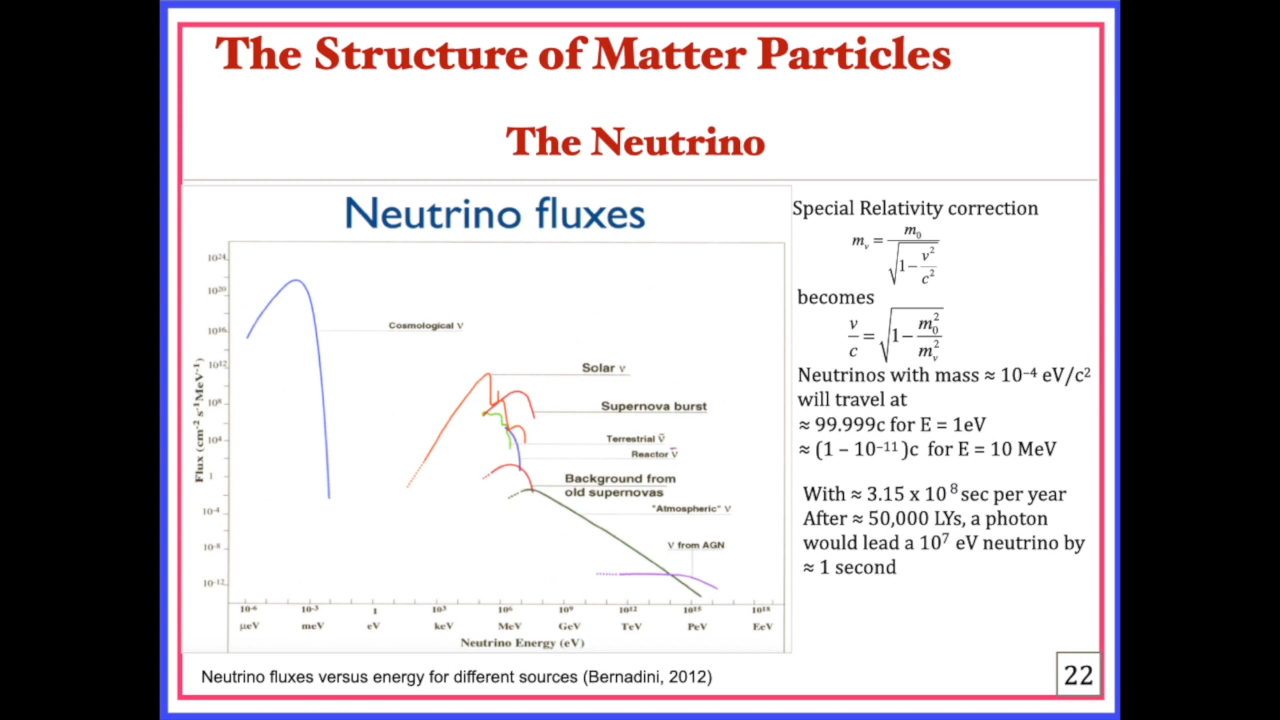 The Structure of Matter Particles
The Neutrino
Neutrino fluxes
10²⁴
10²⁰
10¹⁶
10¹²
10⁸
10⁴
1
10⁻⁴
10⁻⁸
10⁻¹²
Flux (cm⁻² s⁻¹ MeV⁻¹)
Cosmological ν
Solar ν
Supernova burst
Terrestrial ν̄
Reactor ν̄
Background from
old supernovas
"Atmospheric" ν
ν from AGN
10⁻⁶ 10⁻³ 1 10³ 10⁶ 10⁹ 10¹² 10¹⁵ 10¹⁸
μeV meV eV keV MeV GeV TeV PeV EeV
Neutrino Energy (eV)
Special Relativity correction
mᵥ = m₀ / √(1 − v²/c²)
becomes
v/c = √(1 − m₀²/mᵥ²)
Neutrinos with mass ≈ 10⁻⁴ eV/c²
will travel at
≈ 99.999c for E = 1eV
≈ (1 – 10⁻¹¹)c for E = 10 MeV
With ≈ 3.15 x 10⁸ sec per year
After ≈ 50,000 LYs, a photon
would lead a 10⁷ eV neutrino by
≈ 1 second
Neutrino fluxes versus energy for different sources (Bernadini, 2012)
22